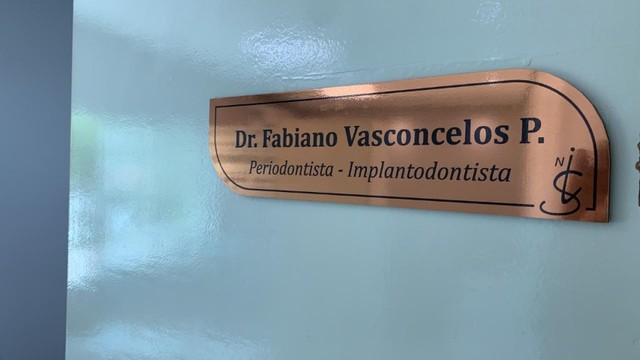 Dr. Fabiano Vasconcelos P.
Periodontista - Implantodontista